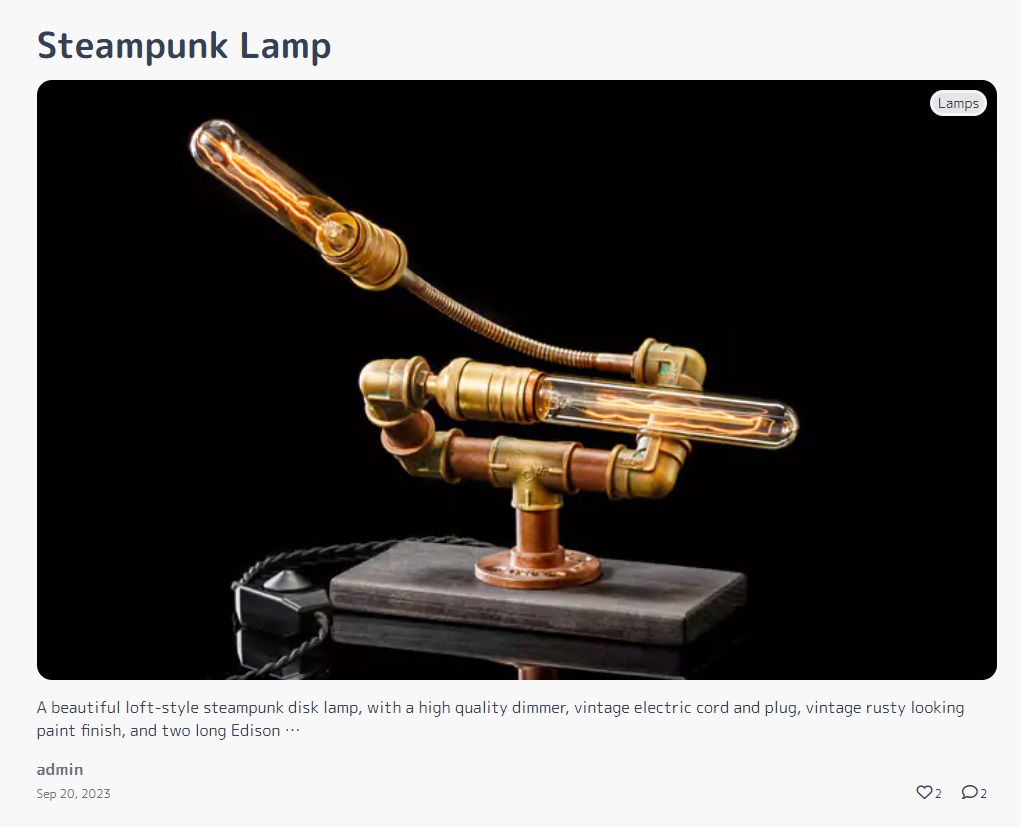 Steampunk Lamp
Lamps
A beautiful loft-style steampunk disk lamp, with a high quality dimmer, vintage electric cord and plug, vintage rusty looking
paint finish, and two long Edison ···
admin
Sep 20, 2023
2
2